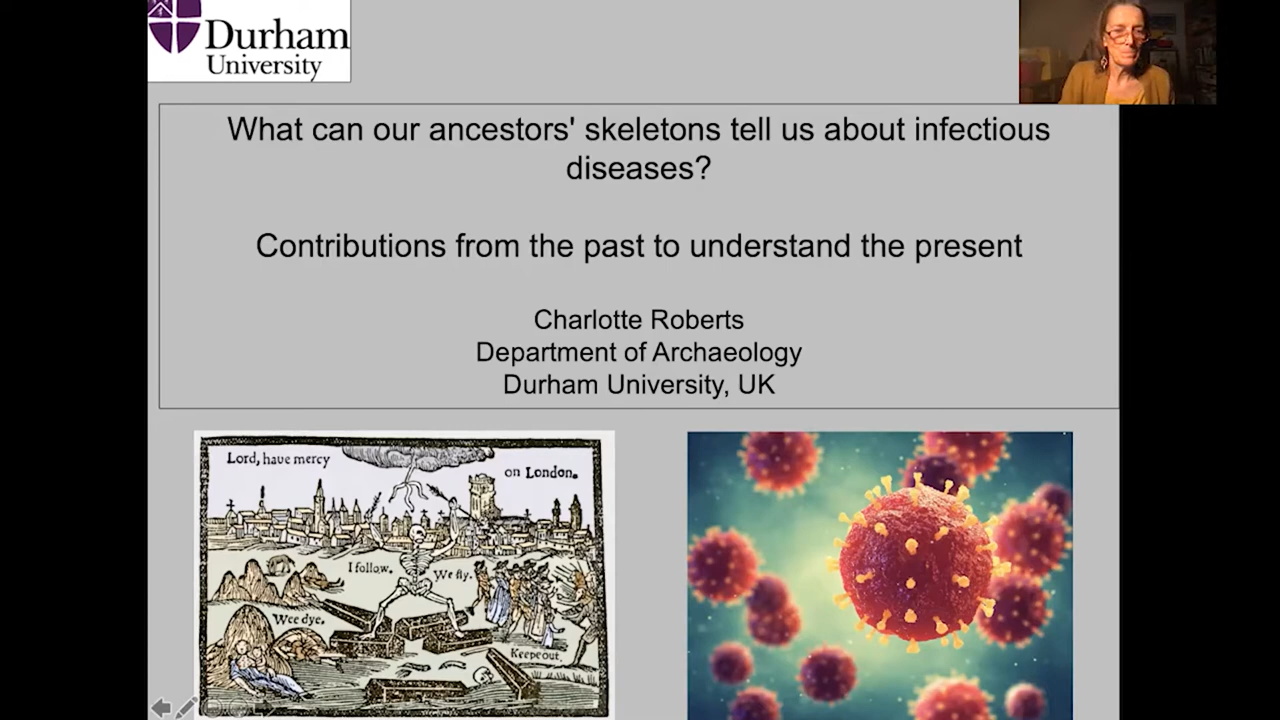 Durham
University
What can our ancestors' skeletons tell us about infectious
diseases?
Contributions from the past to understand the present
Charlotte Roberts
Department of Archaeology
Durham University, UK
Lord, haue mercy
on London.
I follow.
We fly.
Wee dye.
Keepe out.